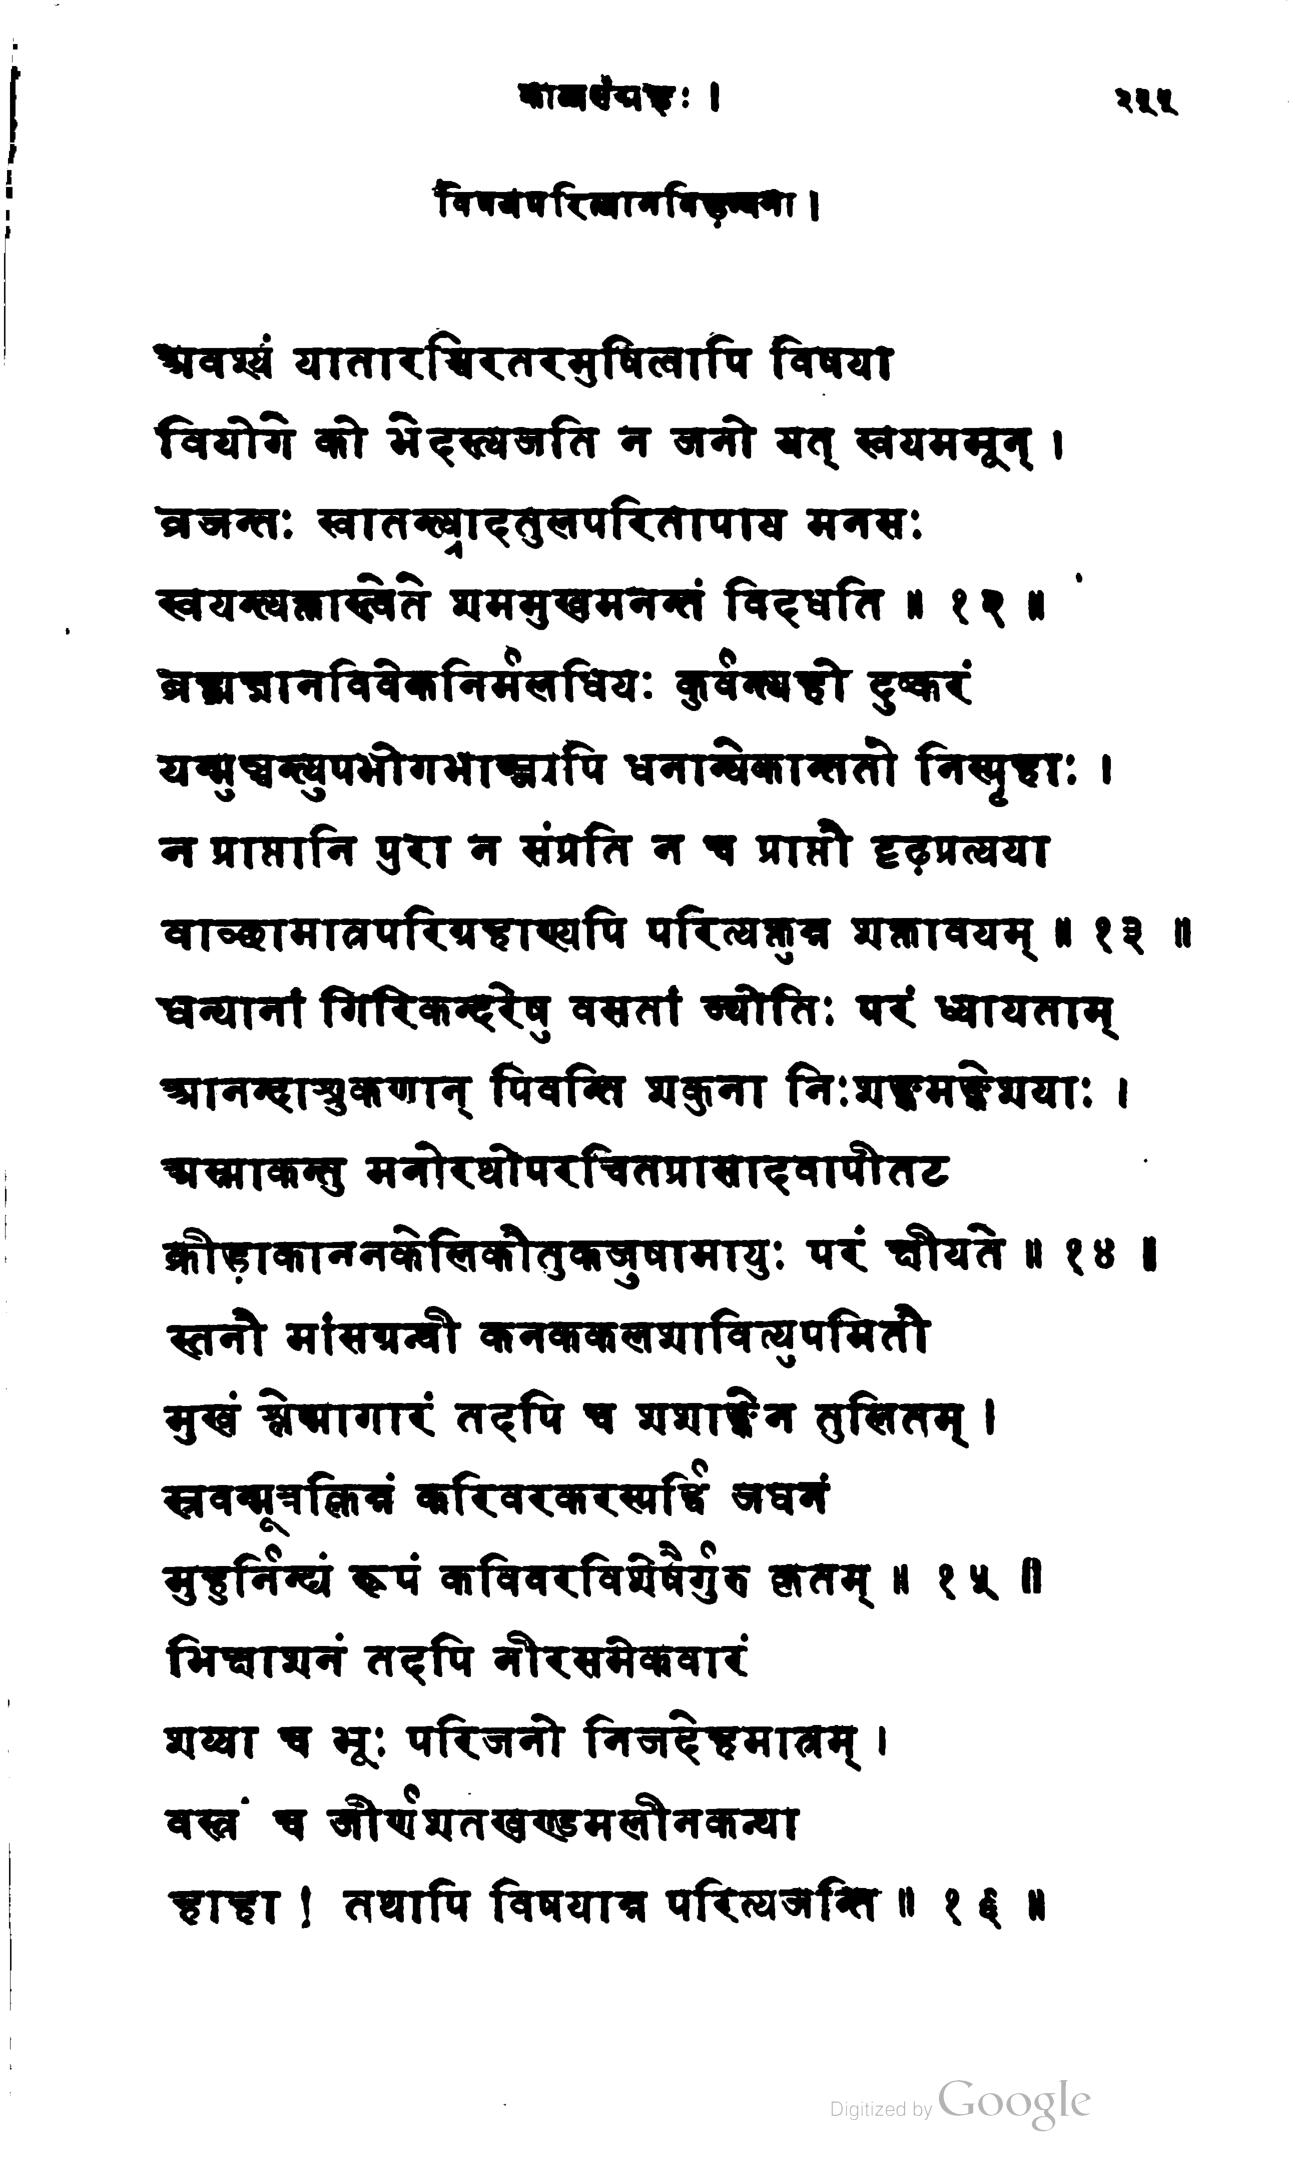 काव्यसंग्रहः । २५५
विषयपरित्यागविड़म्बना ।
अवश्यं यातारश्चिरतरमुषित्वापि विषया
वियोगे को भेदस्त्यजति न जनो यत् स्वयममून् ।
व्रजन्तः स्वातन्त्र्यादतुलपरितापाय मनसः
स्वयन्त्यक्तास्त्वेते शमसुखमनन्तं विदधति ॥ १२ ॥
ब्रह्मज्ञानविवेकनिर्मलधियः कुर्वन्त्यहो दुष्करं
यन्मुञ्चन्त्युपभोगभाञ्ज्यपि धनान्येकान्ततो निस्पृहाः ।
न प्राप्तानि पुरा न संप्रति न च प्राप्तौ दृढ़प्रत्यया
वाञ्छामात्रपरिग्रहाण्यपि परित्यक्तुन्न शक्तावयम् ॥ १३ ॥
धन्यानां गिरिकन्दरेषु वसतां ज्योतिः परं ध्यायताम्
आनन्दाश्रुकणान् पिवन्ति शकुना निःशङ्कमङ्केशयाः ।
अस्माकन्तु मनोरथोपरचितप्रासादवापीतट
क्रीड़ाकाननकेलिकौतुकजुषामायुः परं क्षीयते ॥ १४ ॥
स्तनौ मांसग्रन्थी कनककलशावित्युपमितौ
मुखं श्लेष्मागारं तदपि च शशाङ्केन तुलितम् ।
स्रवन्मूत्रक्लिन्नं करिवरकरस्पर्द्धि जघनं
मुहुर्निन्द्यं रूपं कविवरविशेषैर्गुरु कृतम् ॥ १५ ॥
भिक्षाशनं तदपि नीरसमेकवारं
शय्या च भूः परिजनो निजदेहमात्रम् ।
वस्त्रं च जीर्णशतखण्डमलीनकन्था
हाहा ! तथापि विषयान्न परित्यजन्ति ॥ १६ ॥
Digitized by Google